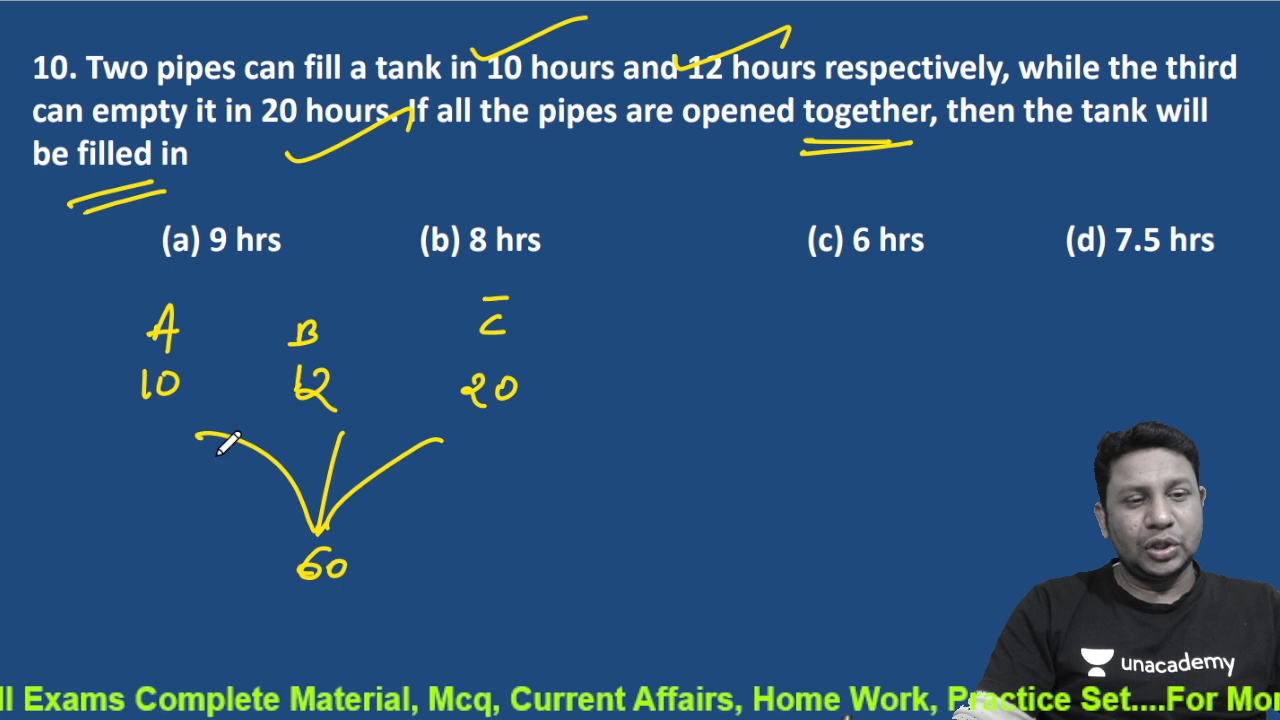 10. Two pipes can fill a tank in 10 hours and 12 hours respectively, while the third
can empty it in 20 hours. If all the pipes are opened together, then the tank will
be filled in
(a) 9 hrs (b) 8 hrs (c) 6 hrs (d) 7.5 hrs
A B C̅
10 12 20
60
unacademy
ll Exams Complete Material, Mcq, Current Affairs, Home Work, Practice Set....For Mor